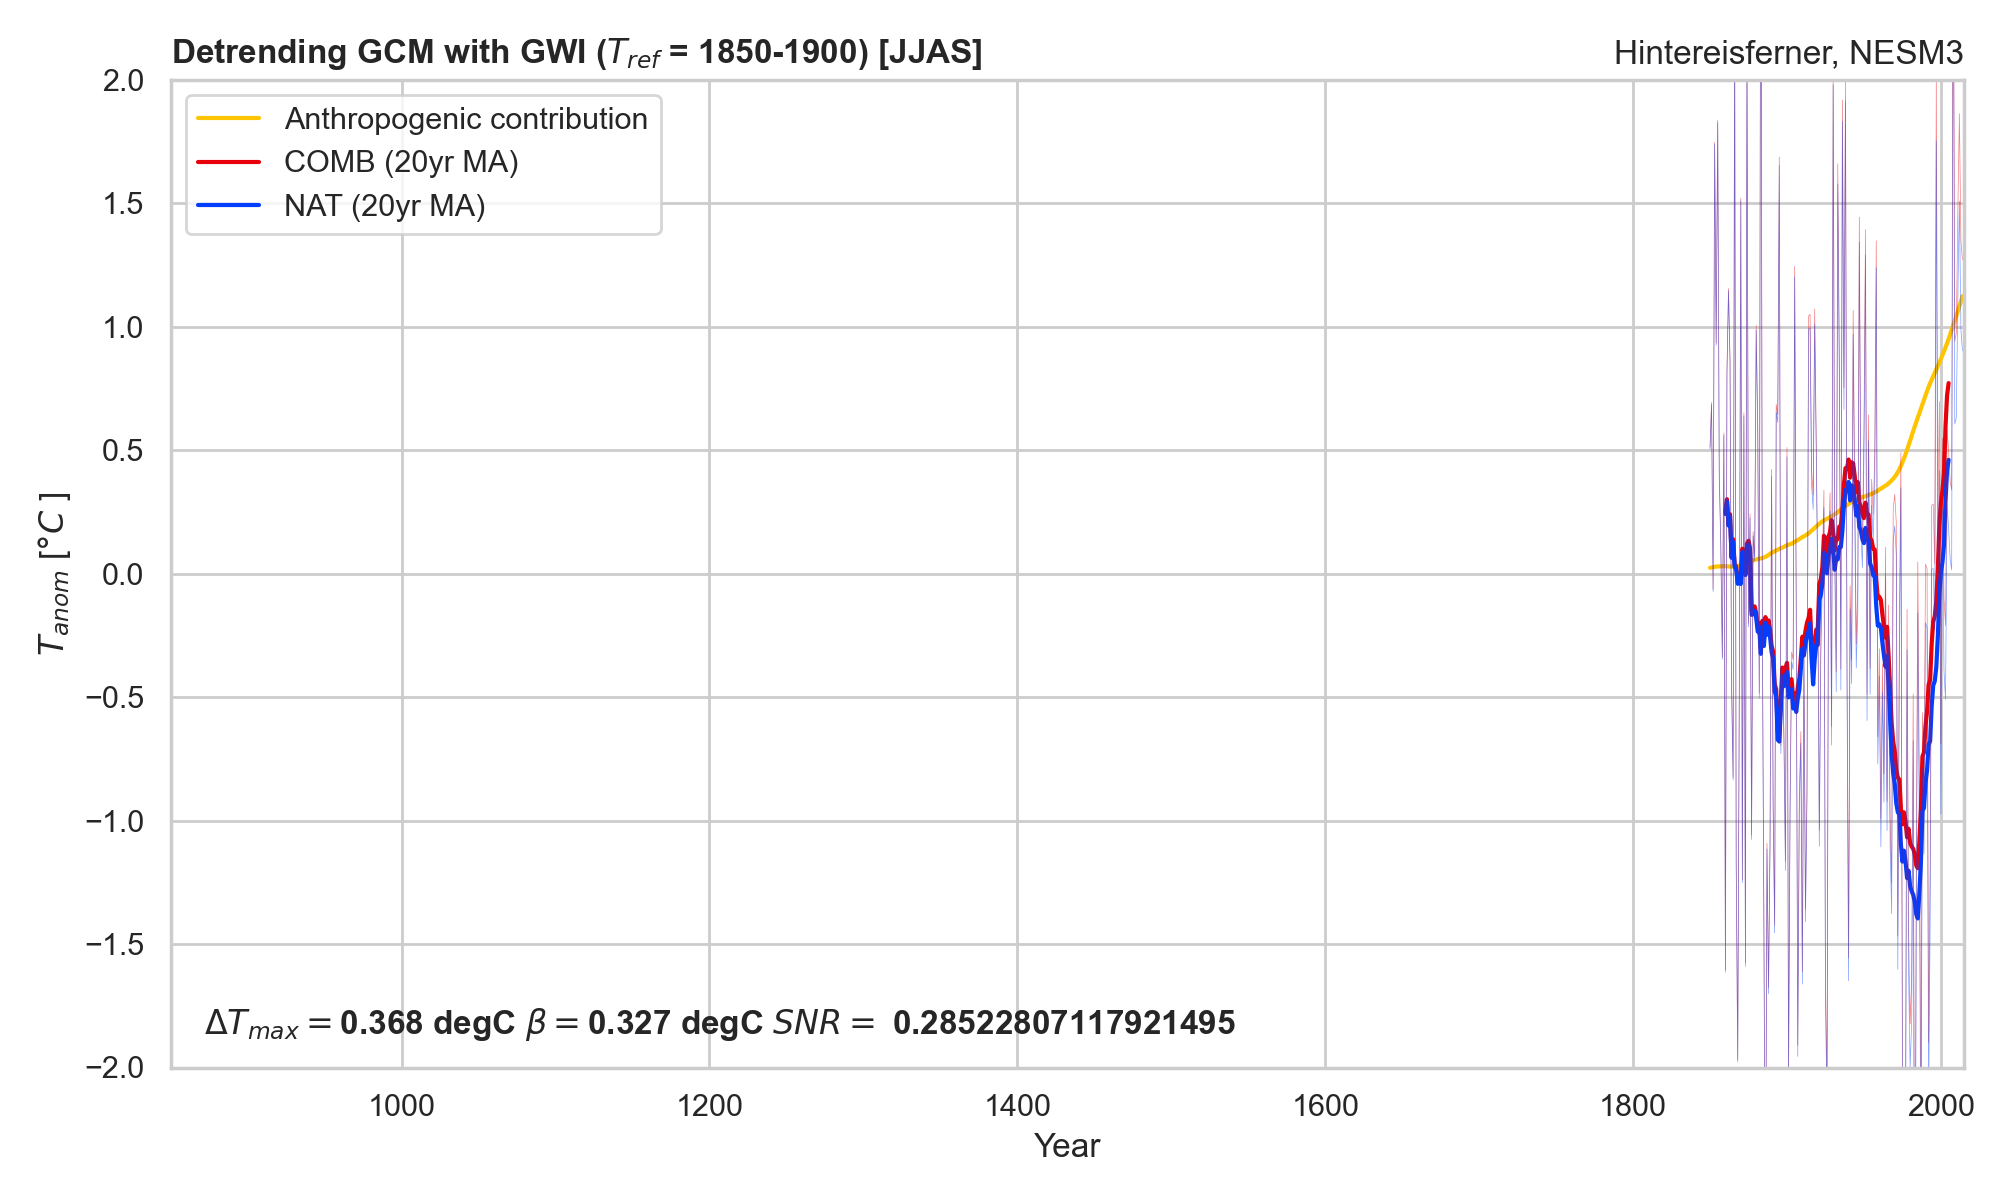 Detrending GCM with GWI (T_ref = 1850-1900) [JJAS]
Hintereisferner, NESM3
2.0
1.5
1.0
0.5
0.0
−0.5
−1.0
−1.5
−2.0
T_anom [°C ]
Anthropogenic contribution
COMB (20yr MA)
NAT (20yr MA)
ΔT_max = 0.368 degC β = 0.327 degC SNR = 0.28522807117921495
1000 1200 1400 1600 1800 2000
Year